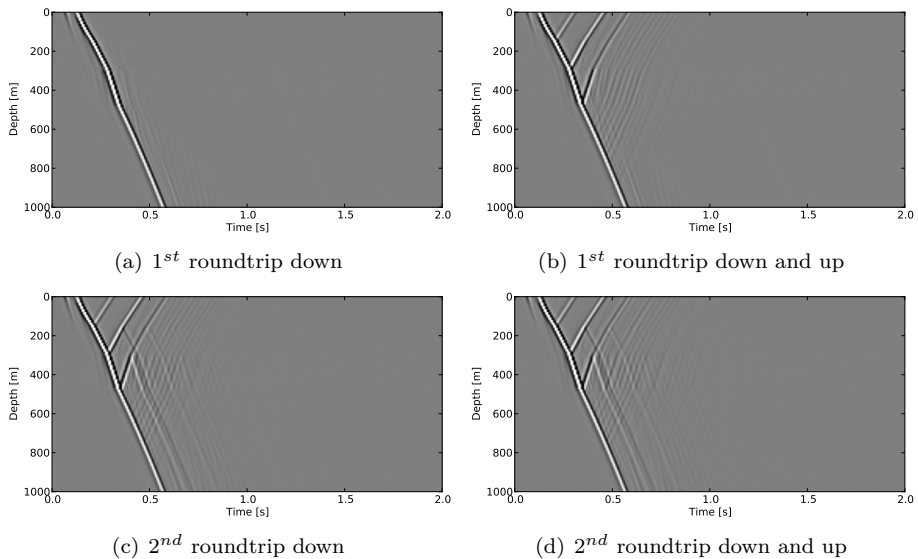 0
200
400
600
800
1000
Depth [m]
0.0 0.5 1.0 1.5 2.0
Time [s]
(a) 1st roundtrip down
0
200
400
600
800
1000
Depth [m]
0.0 0.5 1.0 1.5 2.0
Time [s]
(b) 1st roundtrip down and up
0
200
400
600
800
1000
Depth [m]
0.0 0.5 1.0 1.5 2.0
Time [s]
(c) 2nd roundtrip down
0
200
400
600
800
1000
Depth [m]
0.0 0.5 1.0 1.5 2.0
Time [s]
(d) 2nd roundtrip down and up